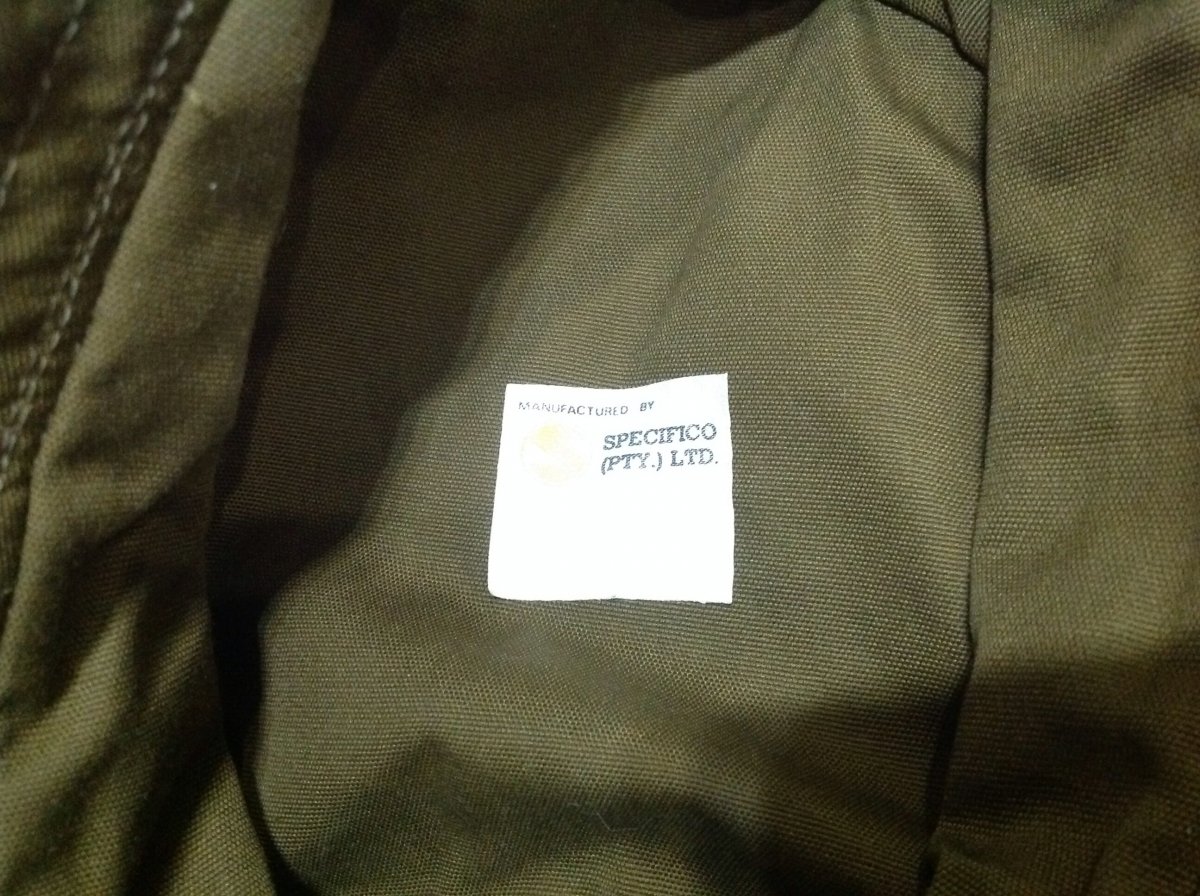 MANUFACTURED BY
SPECIFICO
(PTY.) LTD.